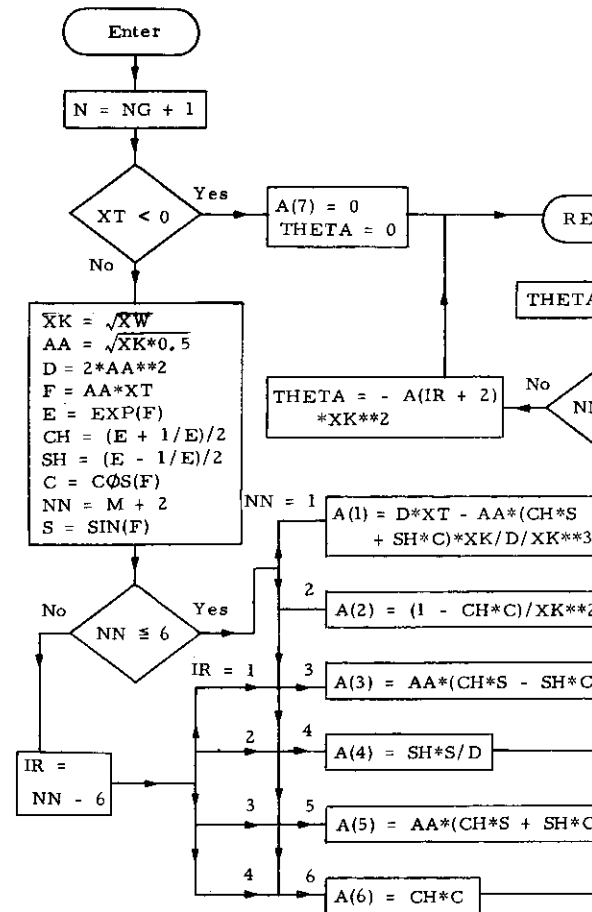 Enter
N = NG + 1
XT < 0
Yes
No
A(7) = 0
THETA = 0
RE
THETA
XK = √XW
AA = √XK*0.5
D = 2*AA**2
F = AA*XT
E = EXP(F)
CH = (E + 1/E)/2
SH = (E - 1/E)/2
C = CØS(F)
NN = M + 2
S = SIN(F)
THETA = - A(IR + 2)
*XK**2
No
NN
NN = 1
A(1) = D*XT - AA*(CH*S
+ SH*C)*XK/D/XK**3
2
A(2) = (1 - CH*C)/XK**2
NN ≦ 6
No
Yes
IR = 1
3
A(3) = AA*(CH*S - SH*C
2
4
A(4) = SH*S/D
IR =
NN - 6
3
5
A(5) = AA*(CH*S + SH*C
4
6
A(6) = CH*C